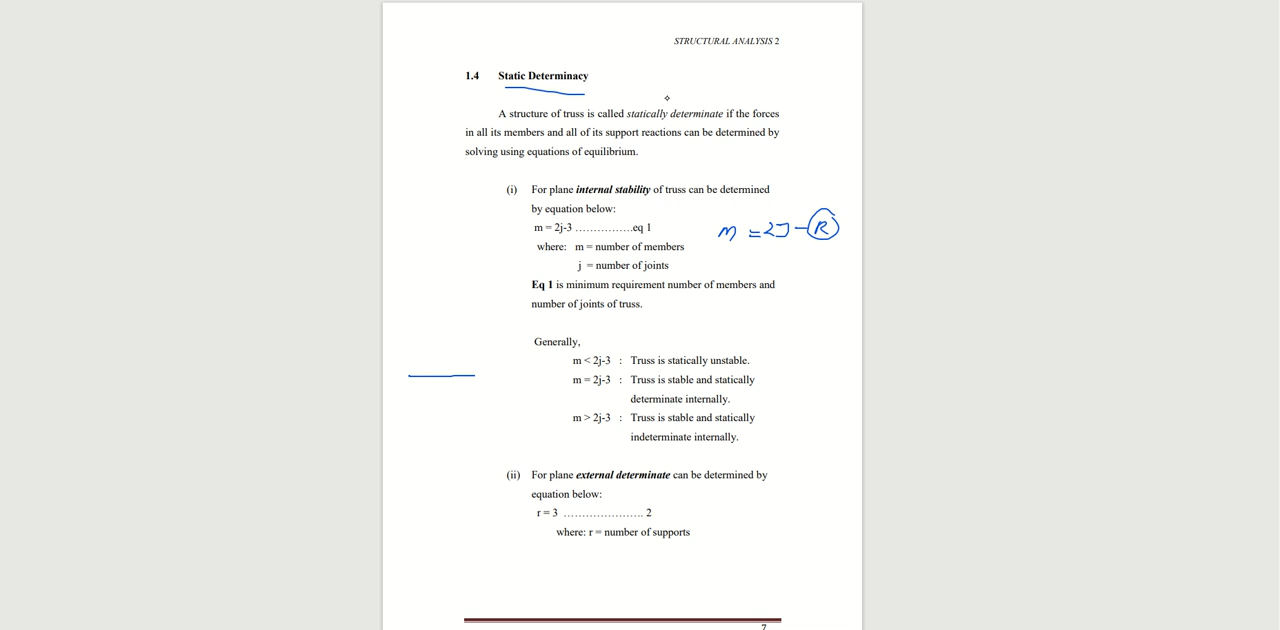 STRUCTURAL ANALYSIS 2
1.4 Static Determinacy
A structure of truss is called statically determinate if the forces
in all its members and all of its support reactions can be determined by
solving using equations of equilibrium.
(i) For plane internal stability of truss can be determined
by equation below:
m = 2j-3 ……………..eq 1
m = 2J - R
where: m = number of members
j = number of joints
Eq 1 is minimum requirement number of members and
number of joints of truss.
Generally,
m < 2j-3 : Truss is statically unstable.
m = 2j-3 : Truss is stable and statically
determinate internally.
m > 2j-3 : Truss is stable and statically
indeterminate internally.
(ii) For plane external determinate can be determined by
equation below:
r = 3 ………………….. 2
where: r = number of supports
7